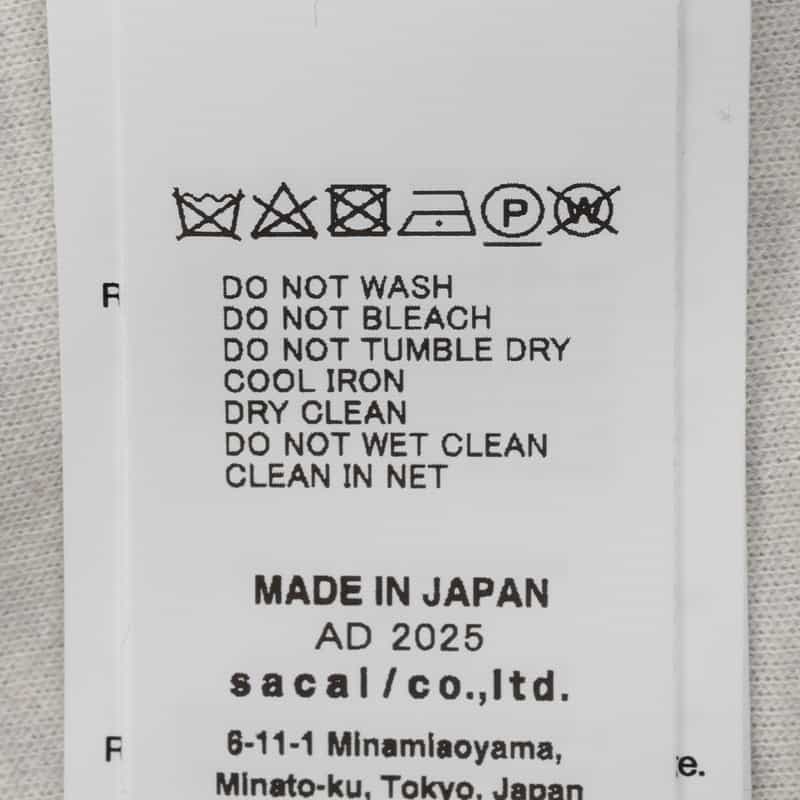 P W
R
DO NOT WASH
DO NOT BLEACH
DO NOT TUMBLE DRY
COOL IRON
DRY CLEAN
DO NOT WET CLEAN
CLEAN IN NET
MADE IN JAPAN
AD 2025
sacai/co.,ltd.
6-11-1 Minamiaoyama,
Minato-ku, Tokyo, Japan